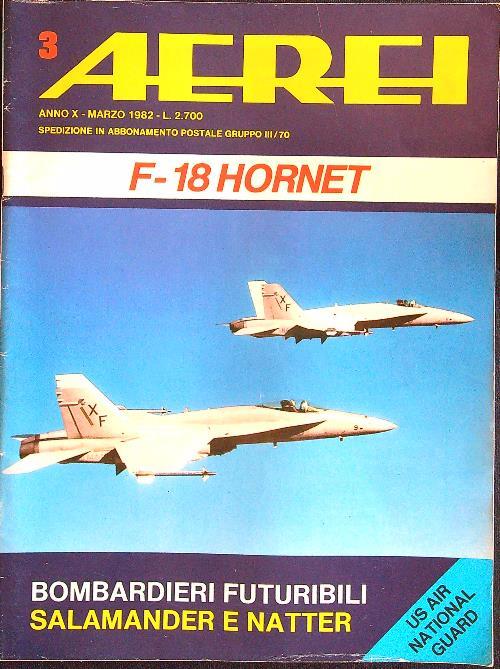 3
AEREI
ANNO X - MARZO 1982 - L. 2.700
SPEDIZIONE IN ABBONAMENTO POSTALE GRUPPO III/70
F-18 HORNET
XF
XF
9
BOMBARDIERI FUTURIBILI
SALAMANDER E NATTER
US AIR
NATIONAL
GUARD